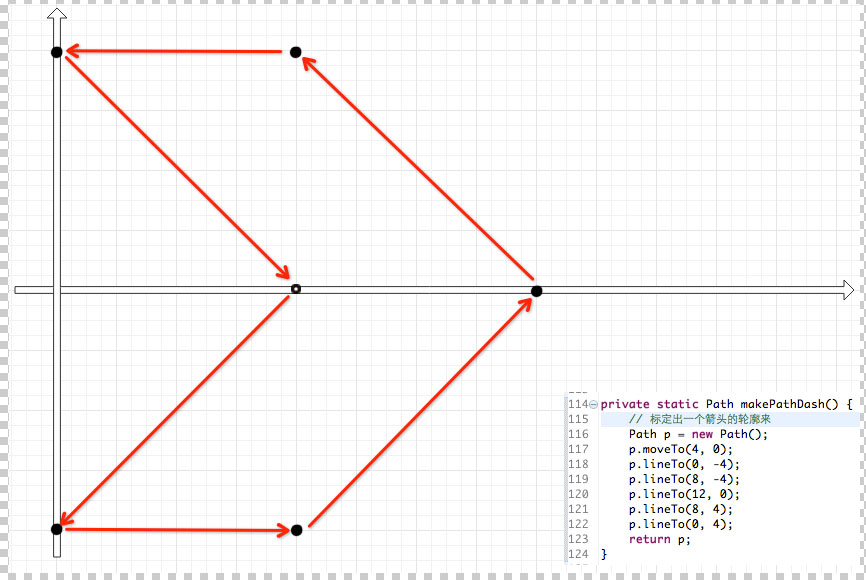 114 private static Path makePathDash() {
115 // 标定出一个箭头的轮廓来
116 Path p = new Path();
117 p.moveTo(4, 0);
118 p.lineTo(0, -4);
119 p.lineTo(8, -4);
120 p.lineTo(12, 0);
121 p.lineTo(8, 4);
122 p.lineTo(0, 4);
123 return p;
124 }